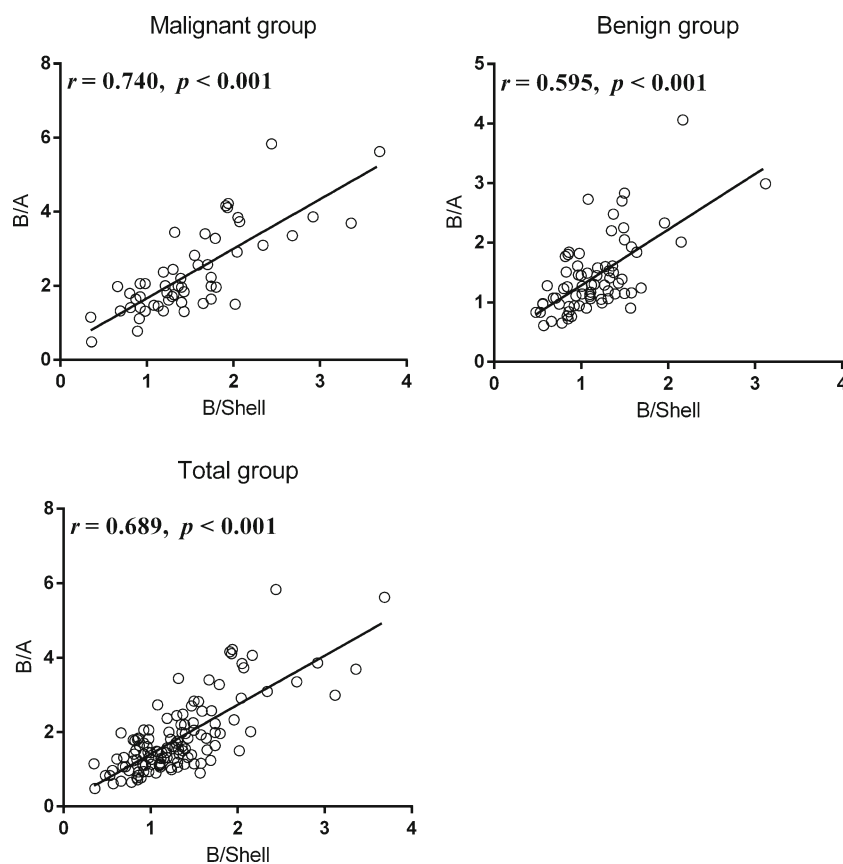 Malignant group
r = 0.740, p < 0.001
8
6
4
2
0
B/A
0 1 2 3 4
B/Shell
Benign group
r = 0.595, p < 0.001
5
4
3
2
1
0
B/A
0 1 2 3 4
B/Shell
Total group
r = 0.689, p < 0.001
8
6
4
2
0
B/A
0 1 2 3 4
B/Shell